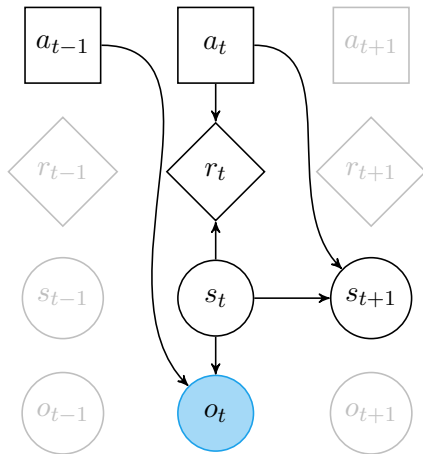 a_{t−1} a_t a_{t+1}
r_{t−1} r_t r_{t+1}
s_{t−1} s_t s_{t+1}
o_{t−1} o_t o_{t+1}